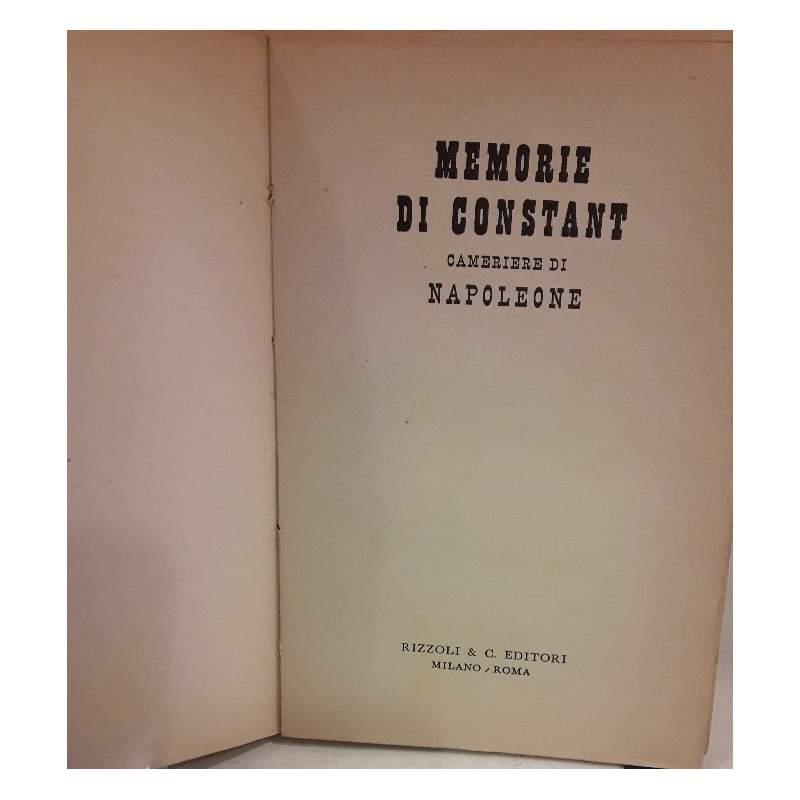 MEMORIE
DI CONSTANT
CAMERIERE DI
NAPOLEONE
RIZZOLI & C. EDITORI
MILANO - ROMA